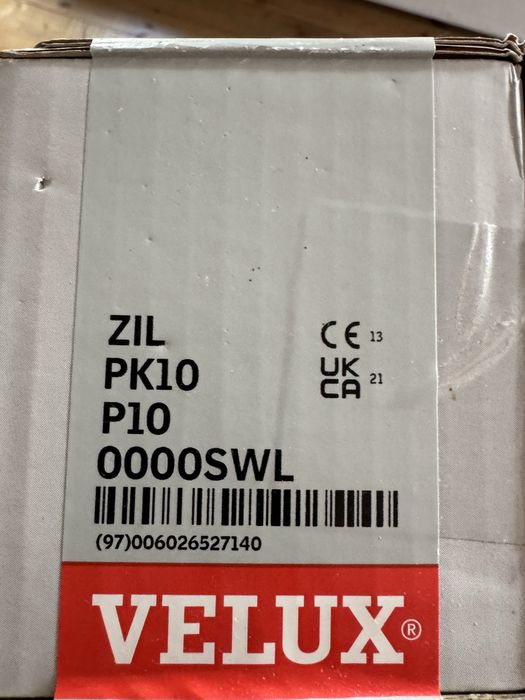 ZIL
PK10
P10
0000SWL
CE 13
UK
CA 21
(97)006026527140
VELUX®